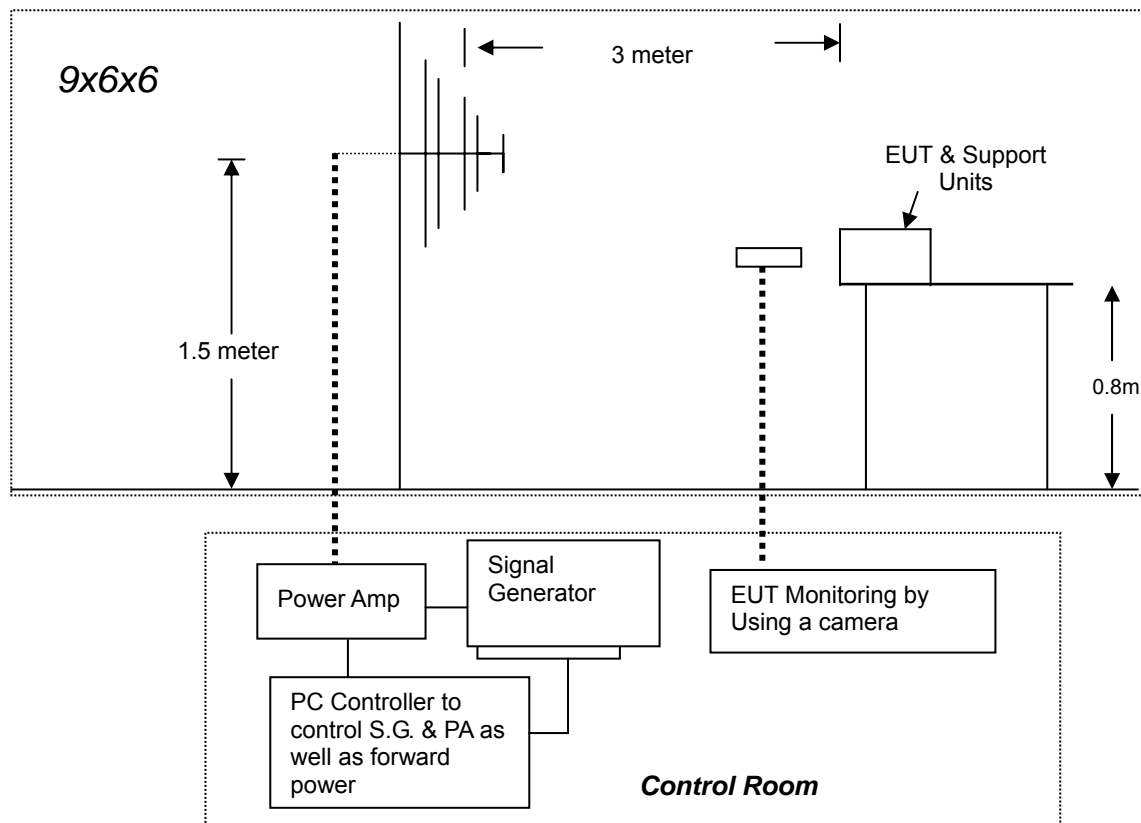 3 meter
9x6x6
EUT & Support
Units
1.5 meter
0.8m
Signal
Generator
Power Amp
EUT Monitoring by
Using a camera
PC Controller to
control S.G. & PA as
well as forward
power
Control Room